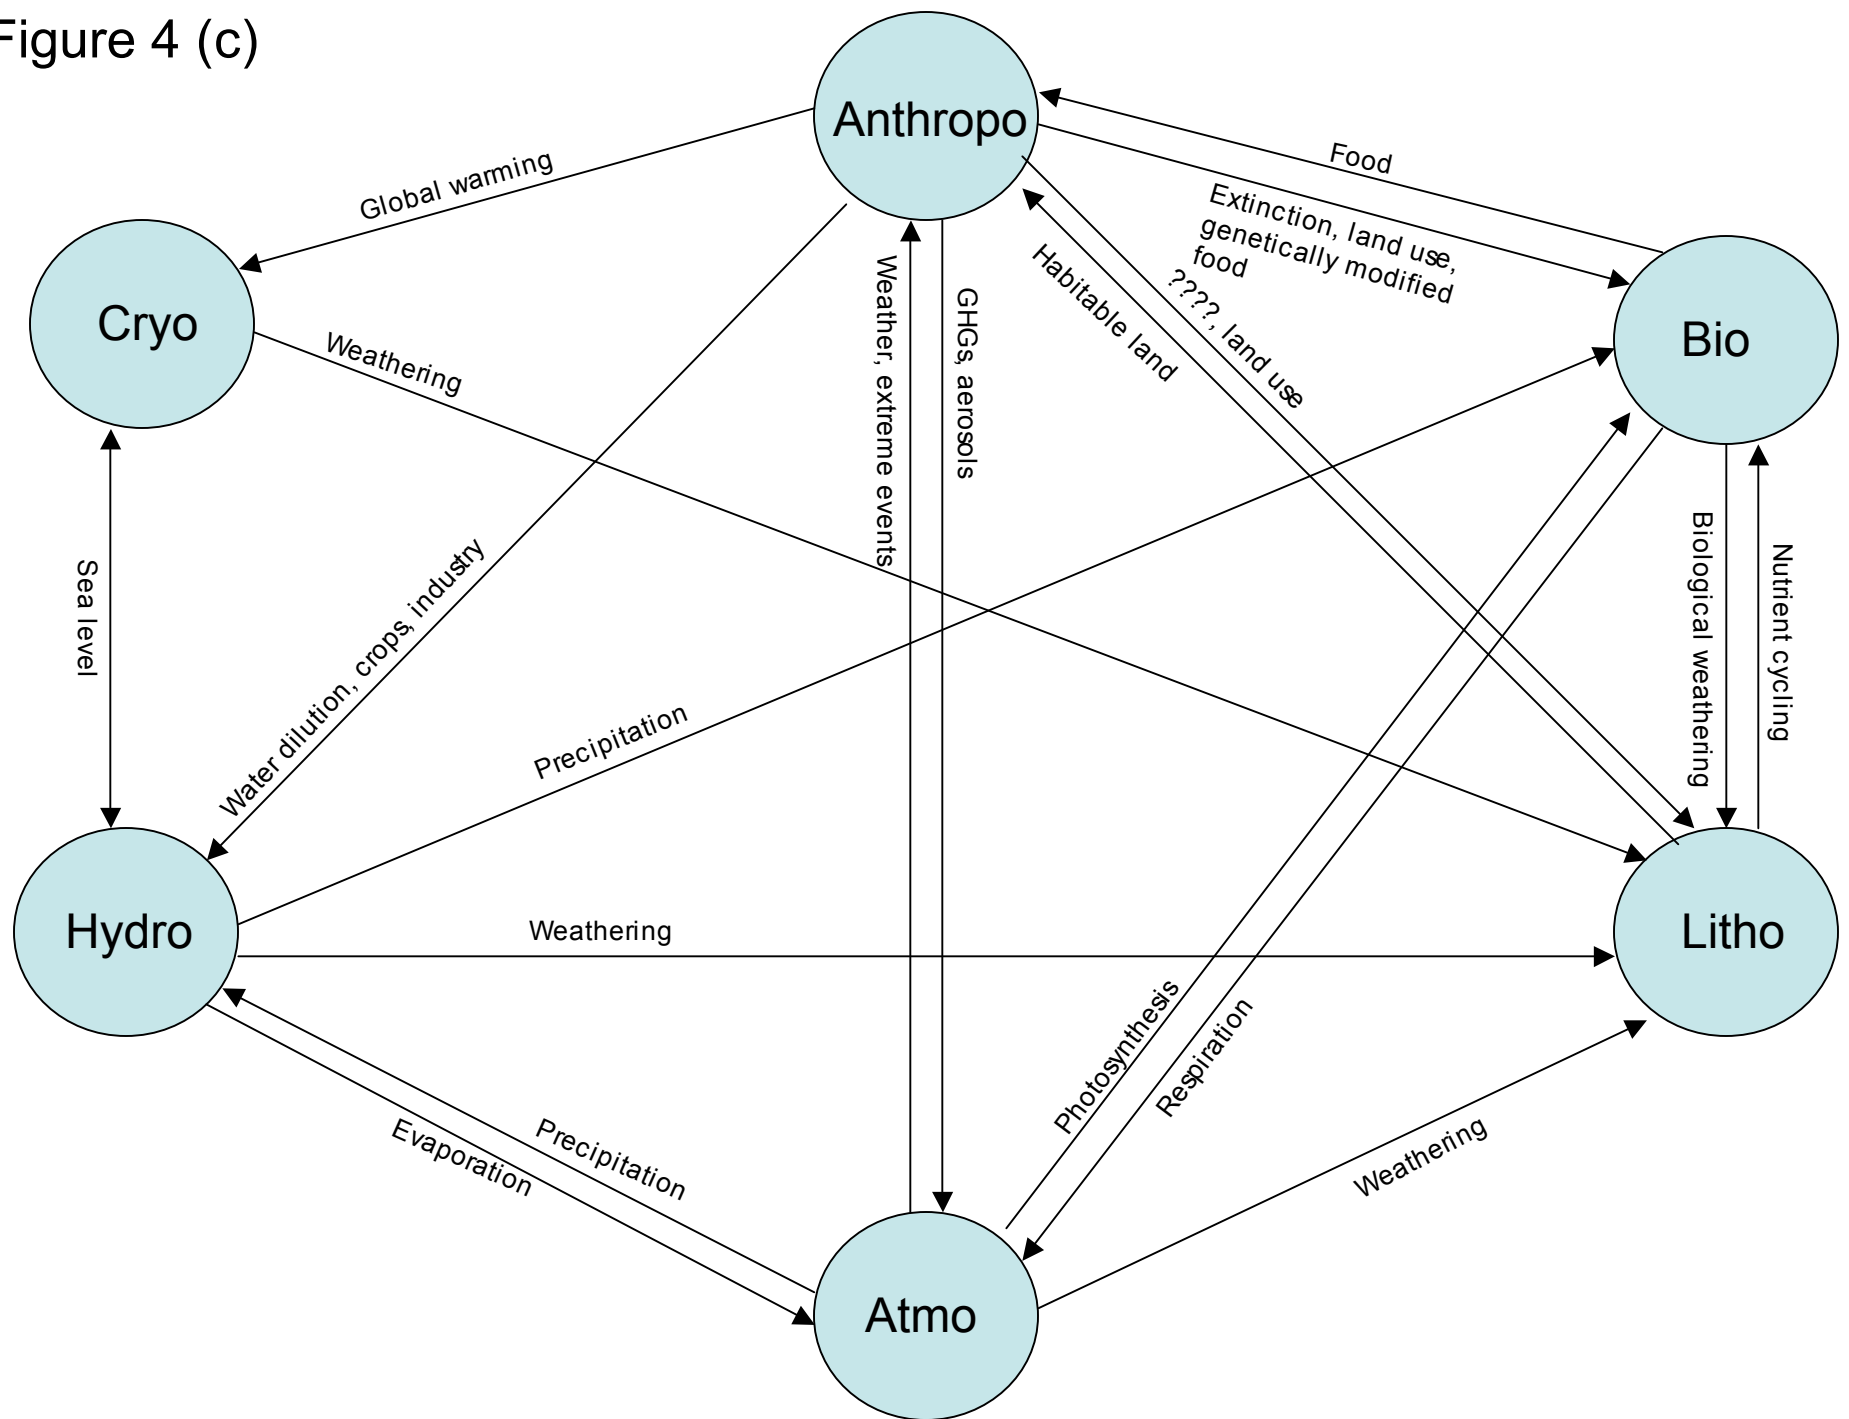 Figure 4 (c)
Anthropo
Global warming
Food
Extinction, land use,
genetically modified
food
Cryo
Weathering
Weather, extreme events
GHGs, aerosols
Habitable land
????, land use
Bio
Sea level
Water dilution, crops, industry
Precipitation
Biological weathering
Nutrient cycling
Hydro
Weathering
Litho
Photosynthesis
Respiration
Evaporation
Precipitation
Weathering
Atmo